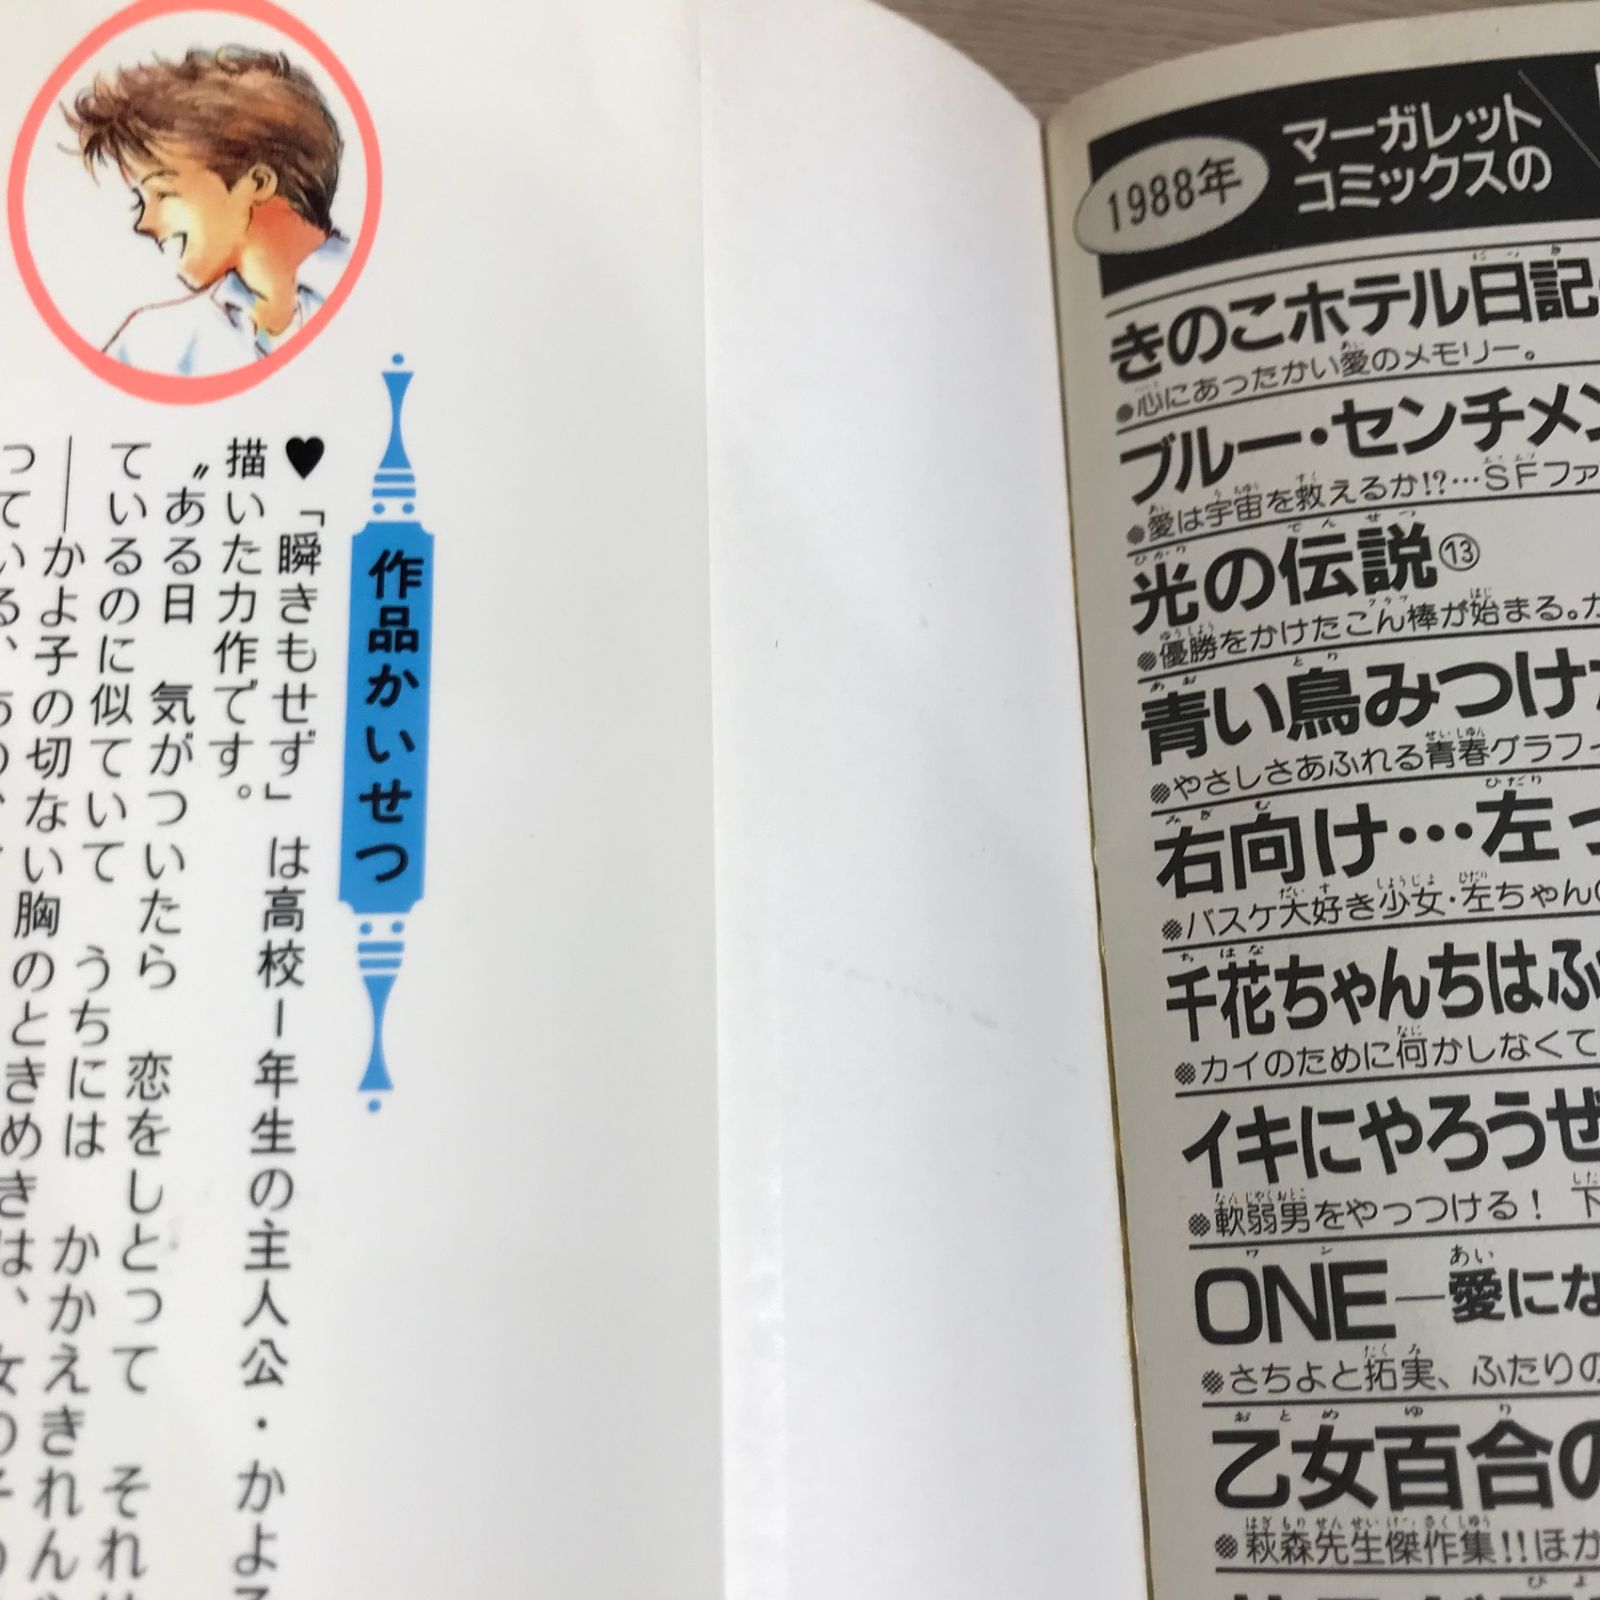 作品かいせつ
♥「瞬きもせず」は高校一年生の主人公・かよ
描いた力作です。
〝ある日 気がついたら 恋をしとって それ
ているのに似ていて うちには かかえきれん
――かよ子の切ない胸のときめきは、女の
っている、
1988年
マーガレット
コミックスの
きのこホテル日記
●心にあったかい愛のメモリー。
ブルー・センチメン
●愛は宇宙を救えるか!?…SFファ
光の伝説⑬
●優勝をかけたこん棒が始まる。カ
青い鳥みつけ
●やさしさあふれる青春グラフィ
右向け…左っ
●バスケ大好き少女・左ちゃんの
千花ちゃんちはふ
●カイのために何かしなくて
イキにやろうぜ
●軟弱男をやっつける! 下
ONE―愛にな
●さちよと拓実、ふたりの
乙女百合の
●萩森先生傑作集!!ほか